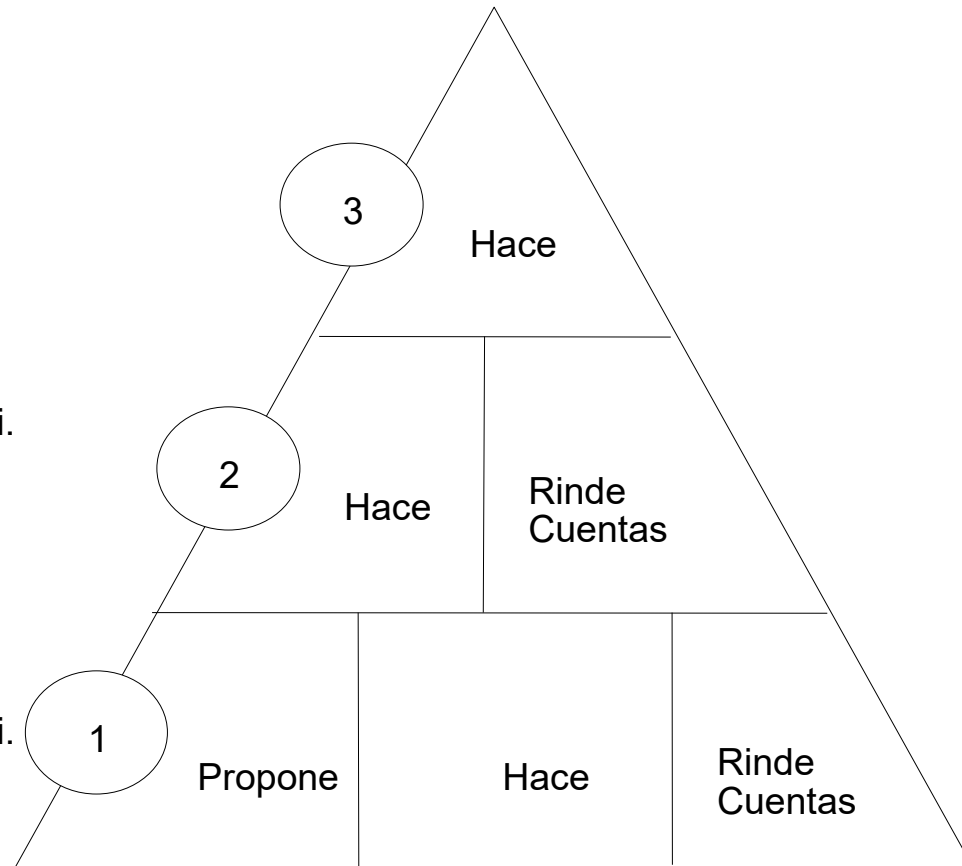 3
Hace
i.
2
Hace
Rinde
Cuentas
i.
1
Propone
Hace
Rinde
Cuentas